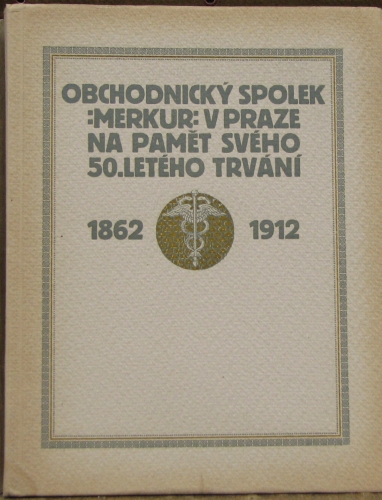 OBCHODNICKÝ SPOLEK
:MERKUR: V PRAZE
NA PAMĚT SVÉHO
50.LETÉHO TRVÁNÍ
1862 1912